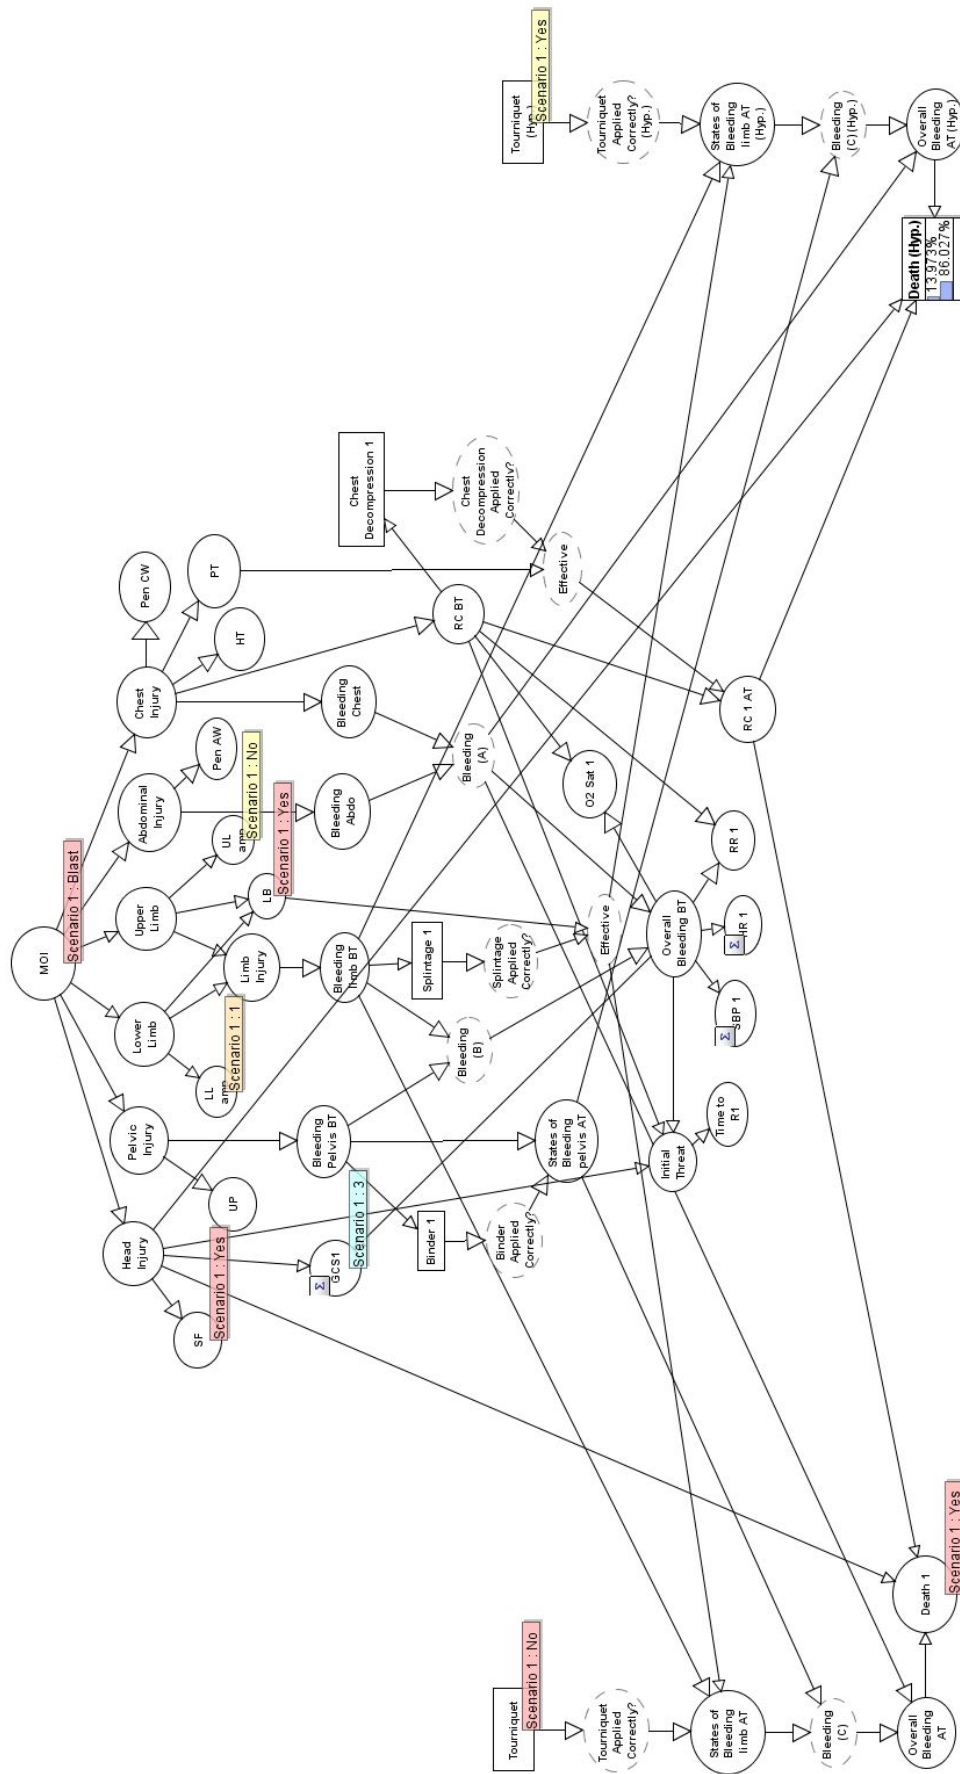 MOI
Scenario 1 : Blast
Head
Injury
Pelvic
Injury
Lower
Limb
Upper
Limb
Abdominal
Injury
Chest
Injury
Pen CW
SF
Scenario 1 : Yes
UP
LL
amp
Scenario 1 : 1
Limb
Injury
LB
Scenario 1 : Yes
UL
amp
Scenario 1 : No
Pen AW
HT
PT
GCS1
Scenario 1 : 3
Bleeding
Pelvis BT
Bleeding
limb BT
Bleeding
Abdo
Bleeding
Chest
Chest
Decompression 1
Binder 1
Splintage 1
RC BT
Chest
Decompression
Applied
Correctly?
Bleeding
(B)
Bleeding
(A)
Binder
Applied
Correctly?
Splintage
Applied
Correctly?
States of
Bleeding
pelvis AT
Effective
Effective
O2 Sat 1
Initial
Threat
Overall
Bleeding BT
Time to
R1
SBP 1
HR 1
RR 1
RC 1 AT
Tourniquet
Scenario 1 : No
Tourniquet
Applied
Correctly?
States of
Bleeding
limb AT
Bleeding
(C)
Overall
Bleeding
AT
Death 1
Scenario 1 : Yes
Tourniquet
(Hyp.)
Scenario 1 : Yes
Tourniquet
Applied
Correctly?
(Hyp.)
States of
Bleeding
limb AT
(Hyp.)
Bleeding
(C) (Hyp.)
Overall
Bleeding
AT (Hyp.)
Death (Hyp.)
13.973%
86.027%